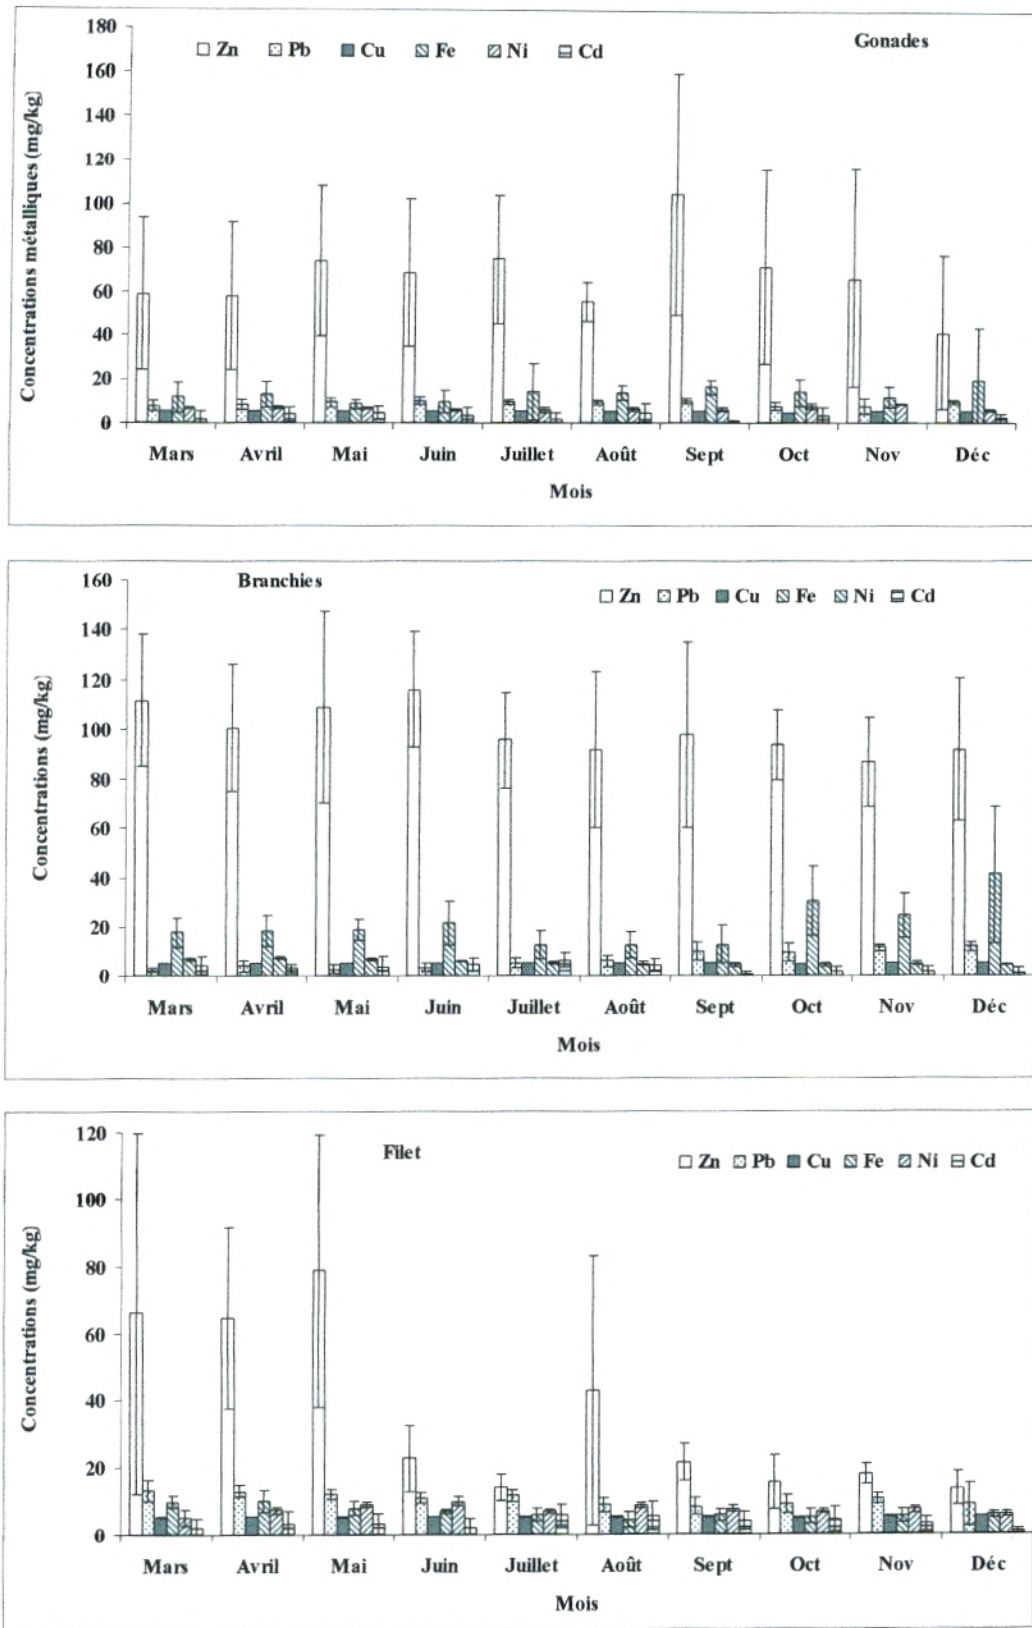 Gonades
Zn Pb Cu Fe Ni Cd
Concentrations métalliques (mg/kg)
180
160
140
120
100
80
60
40
20
0
Mars Avril Mai Juin Juillet Août Sept Oct Nov Déc
Mois
Branchies
Zn Pb Cu Fe Ni Cd
Concentrations (mg/kg)
160
140
120
100
80
60
40
20
0
Mars Avril Mai Juin Juillet Août Sept Oct Nov Déc
Mois
Filet
Zn Pb Cu Fe Ni Cd
Concentrations (mg/kg)
120
100
80
60
40
20
0
Mars Avril Mai Juin Juillet Août Sept Oct Nov Déc
Mois